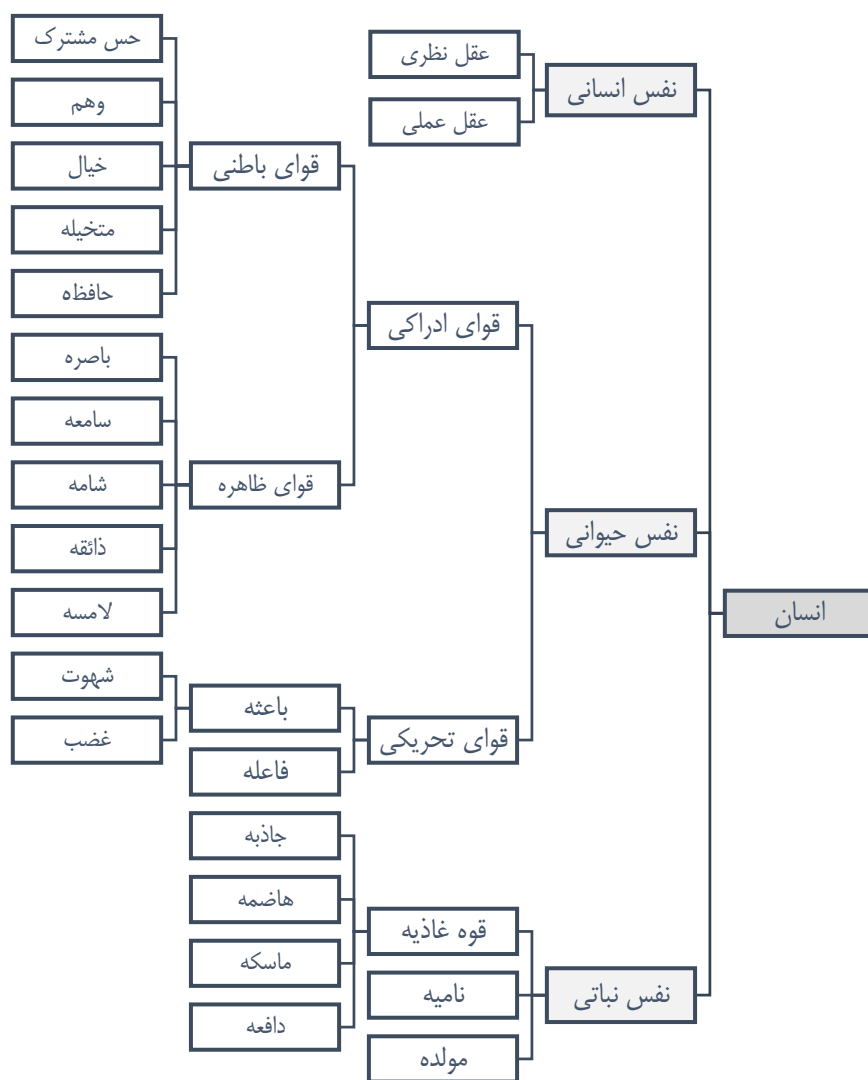 انسان
نفس انسانی
عقل نظری
عقل عملی
نفس حیوانی
قوای ادراکی
قوای باطنی
حس مشترک
وهم
خیال
متخیله
حافظه
قوای ظاهره
باصره
سامعه
شامه
ذائقه
لامسه
قوای تحریکی
باعثه
شهوت
غضب
فاعله
نفس نباتی
قوه غاذیه
جاذبه
هاضمه
ماسکه
دافعه
نامیه
مولده